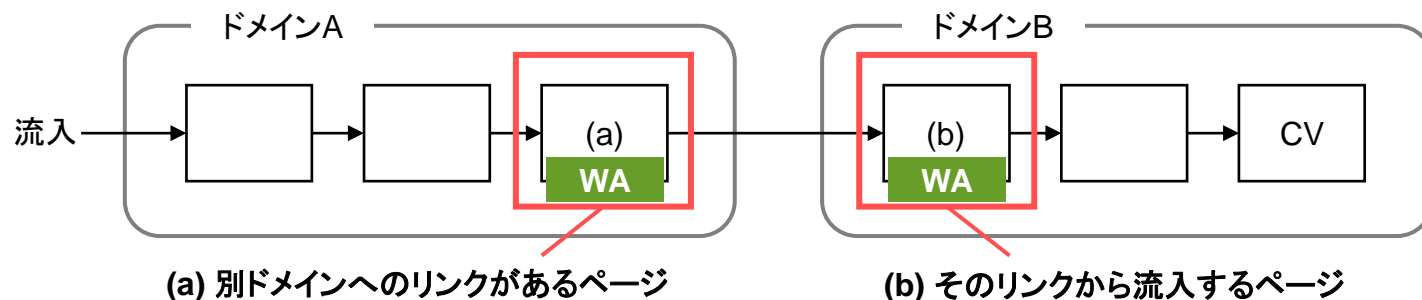 ドメインA
ドメインB
流入
(a)
WA
(b)
WA
CV
(a) 別ドメインへのリンクがあるページ
(b) そのリンクから流入するページ